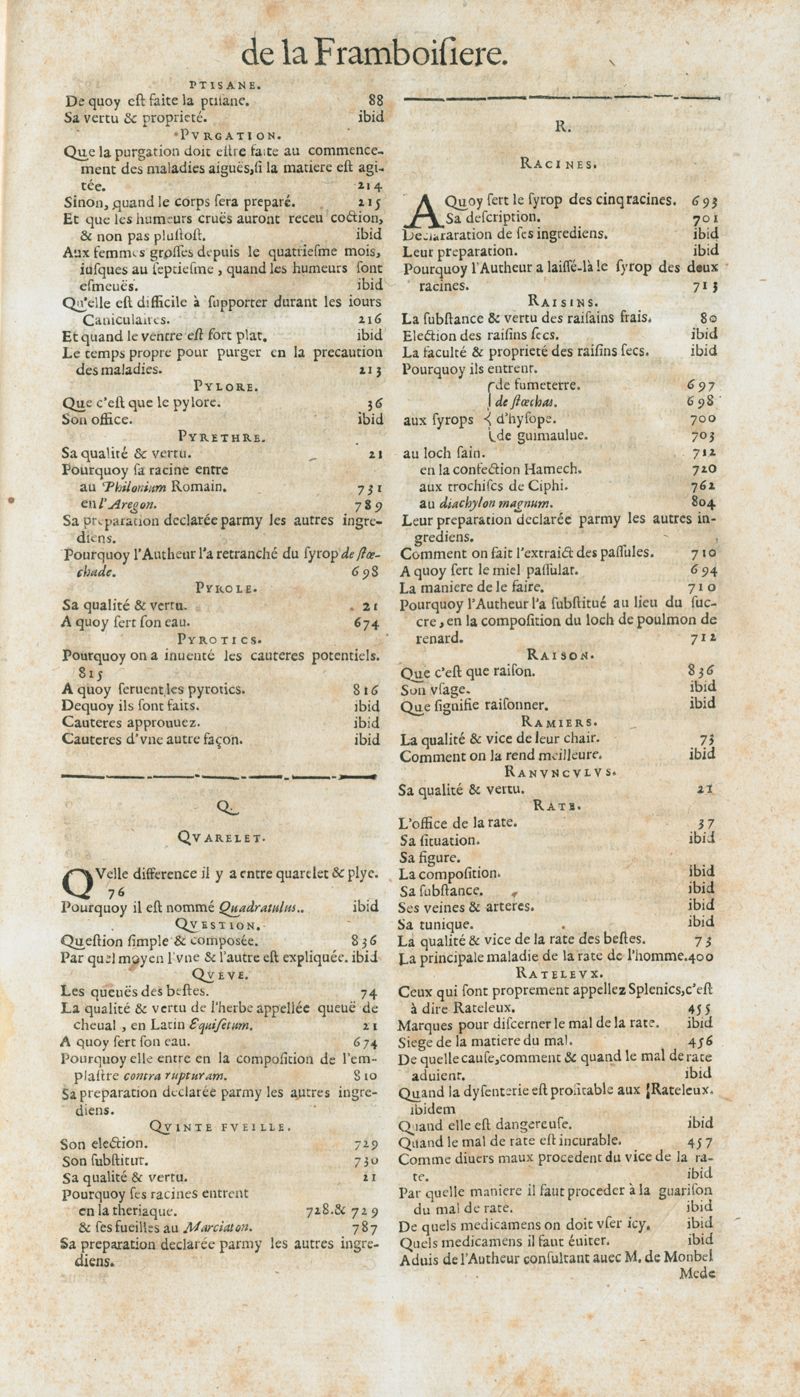 de la Framboiſiere.
PTISANE.
De quoy eſt faite la ptiſane. 88
Sa vertu & proprieté. ibid
PVRGATION.
Que la purgation doit eſtre faite au commence-
ment des maladies aiguës,ſi la matiere eſt agi-
tée. 214
Sinon, quand le corps ſera preparé. 215
Et que les humeurs cruës auront receu coction,
& non pas pluſtoſt. ibid
Aux femmes groſſes depuis le quatrieſme mois,
iuſques au ſeptieſme , quand les humeurs ſont
eſmeuës. ibid
Qu'elle eſt difficile à ſupporter durant les iours
Caniculaires. 216
Et quand le ventre eſt fort plat. ibid
Le temps propre pour purger en la precaution
des maladies. 213
PYLORE.
Que c'eſt que le pylore. 36
Son office. ibid
PYRETHRE.
Sa qualité & vertu. 21
Pourquoy ſa racine entre
au Philonium Romain. 731
en l'Aregon. 789
Sa preparation declarée parmy les autres ingre-
diens.
Pourquoy l'Autheur l'a retranché du ſyrop de ſtœ-
chade. 698
PYROLE.
Sa qualité & vertu. 21
A quoy ſert ſon eau. 674
PYROTICS.
Pourquoy on a inuenté les cauteres potentiels.
815
A quoy ſeruent les pyrotics. 816
Dequoy ils ſont faits. ibid
Cauteres approuuez. ibid
Cauteres d'vne autre façon. ibid
Q
QVARELET.
QVelle difference il y a entre quarelet & plye.
76
Pourquoy il eſt nommé Quadratulus.. ibid
QVESTION.
Queſtion ſimple & composée. 836
Par quel moyen l'vne & l'autre eſt expliquée. ibid
QVEVE.
Les queuës des beſtes. 74
La qualité & vertu de l'herbe appellée queuë de
cheual , en Latin Equiſetum. 21
A quoy ſert ſon eau. 674
Pourquoy elle entre en la compoſition de l'em-
plaſtre contra rupturam. 810
Sa preparation declarée parmy les autres ingre-
diens.
QVINTE FVEILLE.
Son election. 729
Son ſubſtitut. 730
Sa qualité & vertu. 21
Pourquoy ſes racines entrent
en la theriaque. 728.& 729
& ſes fueilles au Marciaton. 787
Sa preparation declarée parmy les autres ingre-
diens.
R.
RACINES.
AQuoy ſert le ſyrop des cinq racines. 693
Sa deſcription. 701
Declararation de ſes ingrediens. ibid
Leur preparation. ibid
Pourquoy l'Autheur a laiſſé-là le ſyrop des deux
racines. 713
RAISINS.
La ſubſtance & vertu des raiſains frais. 80
Election des raiſins ſecs. ibid
La faculté & proprieté des raiſins ſecs. ibid
Pourquoy ils entrent.
de fumeterre. 697
de ſtœchas. 698
aux ſyrops { d'hyſope. 700
de guimaulue. 703
au loch ſain. 712
en la confection Hamech. 720
aux trochiſcs de Ciphi. 762
au diachylon magnum. 804
Leur preparation declarée parmy les autres in-
grediens.
Comment on fait l'extraict des paſſules. 710
A quoy ſert le miel paſſulat. 694
La maniere de le faire. 710
Pourquoy l'Autheur l'a ſubſtitué au lieu du ſuc-
cre , en la compoſition du loch de poulmon de
renard. 712
RAISON.
Que c'eſt que raiſon. 836
Son vſage. ibid
Que ſignifie raiſonner. ibid
RAMIERS.
La qualité & vice de leur chair. 73
Comment on la rend meilleure. ibid
RANVNCVLVS.
Sa qualité & vertu. 21
RATE.
L'office de la rate. 37
Sa ſituation. ibid
Sa figure.
La compoſition. ibid
Sa ſubſtance. ibid
Ses veines & arteres. ibid
Sa tunique. ibid
La qualité & vice de la rate des beſtes. 73
La principale maladie de la rate de l'homme.400
RATELEVX.
Ceux qui ſont proprement appellez Splenics,c'eſt
à dire Rateleux. 455
Marques pour diſcerner le mal de la rate. ibid
Siege de la matiere du mal. 456
De quelle cauſe,comment & quand le mal de rate
aduient. ibid
Quand la dyſenterie eſt profitable aux Rateleux.
ibidem
Quand elle eſt dangereuſe. ibid
Quand le mal de rate eſt incurable. 457
Comme diuers maux procedent du vice de la ra-
te. ibid
Par quelle maniere il faut proceder à la guariſon
du mal de rate. ibid
De quels medicamens on doit vſer icy. ibid
Quels medicamens il faut éuiter. ibid
Aduis de l'Autheur conſultant auec M. de Monbel
Mede